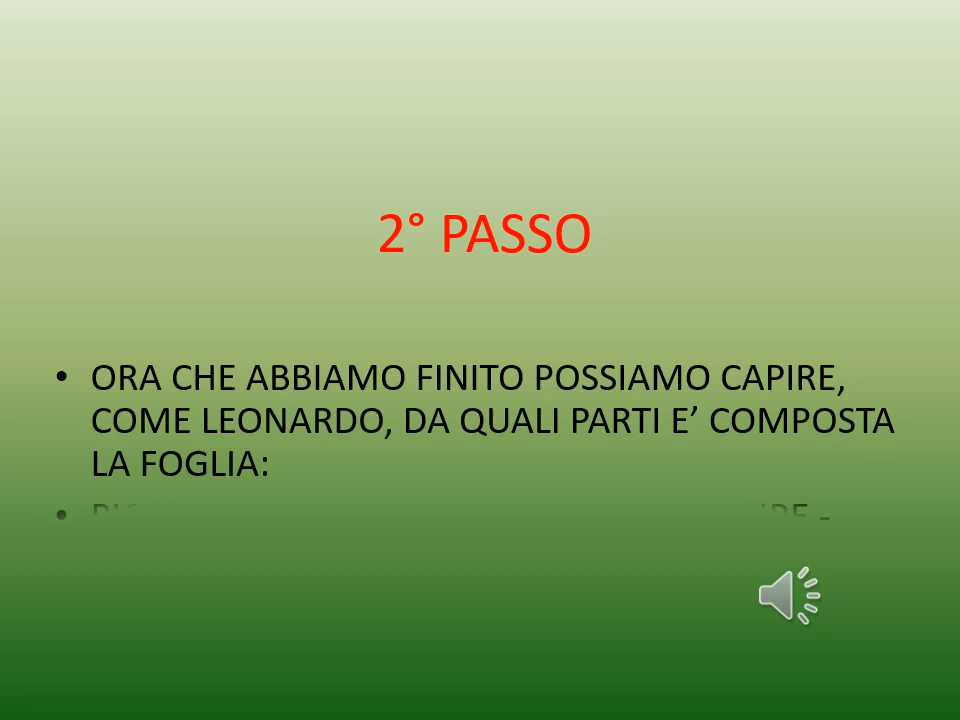 2° PASSO
• ORA CHE ABBIAMO FINITO POSSIAMO CAPIRE,
COME LEONARDO, DA QUALI PARTI E’ COMPOSTA
LA FOGLIA: